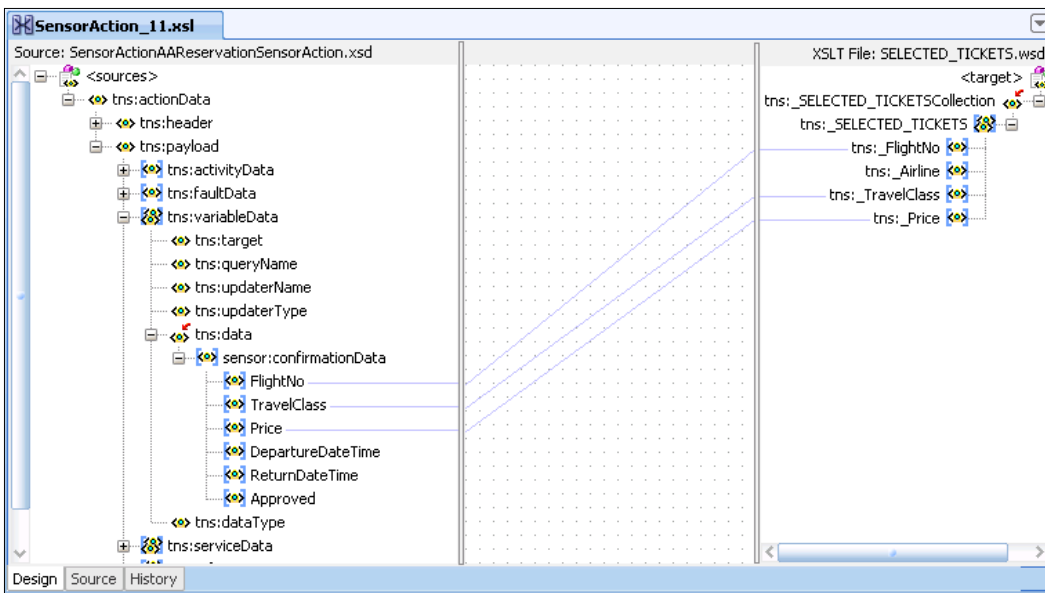 SensorAction_11.xsl
Source: SensorActionAAReservationSensorAction.xsd
XSLT File: SELECTED_TICKETS.wsd
<sources>
tns:actionData
tns:header
tns:payload
tns:activityData
tns:faultData
tns:variableData
tns:target
tns:queryName
tns:updaterName
tns:updaterType
tns:data
sensor:confirmationData
FlightNo
TravelClass
Price
DepartureDateTime
ReturnDateTime
Approved
tns:dataType
tns:serviceData
<target>
tns:_SELECTED_TICKETSCollection
tns:_SELECTED_TICKETS
tns:_FlightNo
tns:_Airline
tns:_TravelClass
tns:_Price
Design Source History